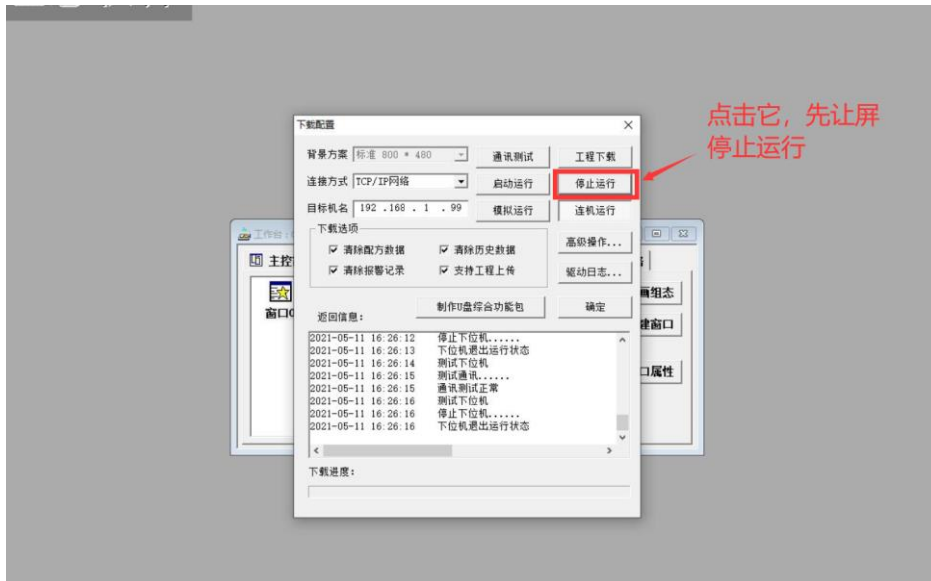 点击它，先让屏
停止运行
下载配置
背景方案 标准 800 * 480 通讯测试 工程下载
连接方式 TCP/IP网络 启动运行 停止运行
目标机名 192 .168 . 1 . 99 模拟运行 连机运行
下载选项
清除配方数据 清除历史数据 高级操作...
清除报警记录 支持工程上传 驱动日志...
制作U盘综合功能包 确定
返回信息：
2021-05-11 16:26:12 停止下位机......
2021-05-11 16:26:13 下位机退出运行状态
2021-05-11 16:26:14 测试下位机
2021-05-11 16:26:15 测试通讯......
2021-05-11 16:26:15 通讯测试正常
2021-05-11 16:26:16 测试下位机
2021-05-11 16:26:16 停止下位机......
2021-05-11 16:26:16 下位机退出运行状态
下载进度：
工作台：
主控
窗口
画组态
建窗口
口属性